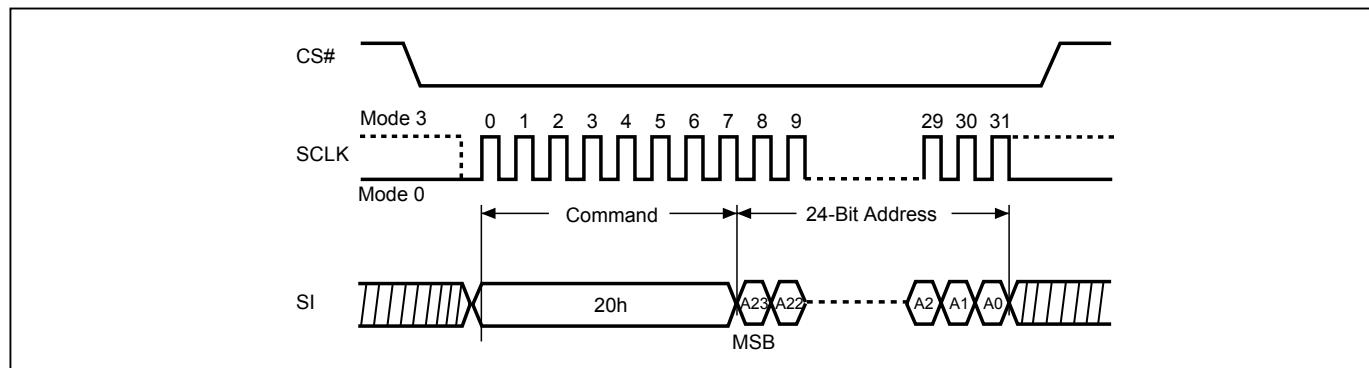 CS#
Mode 3
0 1 2 3 4 5 6 7 8 9 29 30 31
SCLK
Mode 0
Command 24-Bit Address
SI 20h A23 A22 A2 A1 A0
MSB